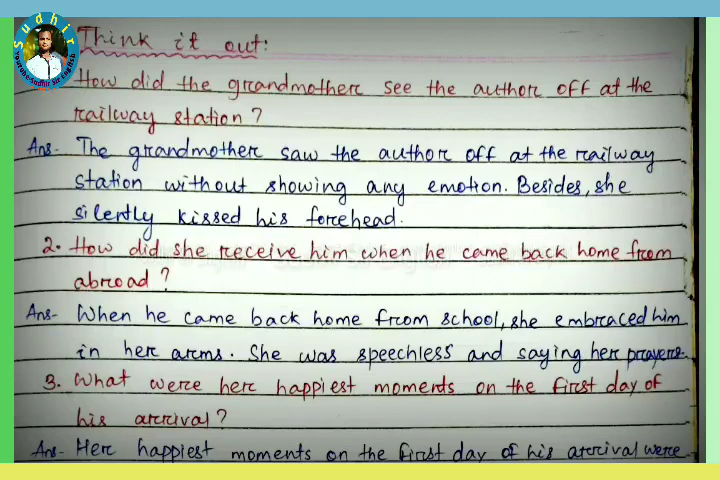 Sudhir
Youtube-Sudhir Sir English
Think it out:
How did the grandmother see the author off at the
railway station?
Ans- The grandmother saw the author off at the railway
station without showing any emotion. Besides, she
silently kissed his forehead.
2. How did she receive him when he came back home from
abroad?
Ans- When he came back home from school, she embraced him
in her arms. She was speechless and saying her prayers.
3. What were her happiest moments on the first day of
his arrival?
Ans- Her happiest moments on the first day of his arrival were